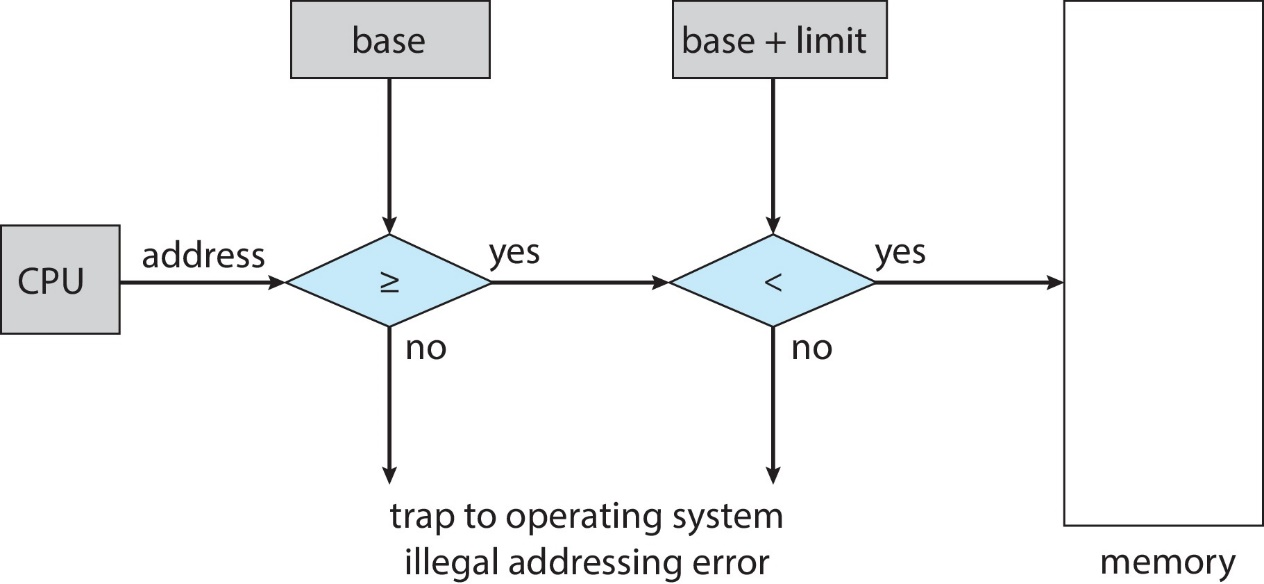 base
base + limit
CPU
address
≥
yes
<
yes
no
no
trap to operating system
illegal addressing error
memory